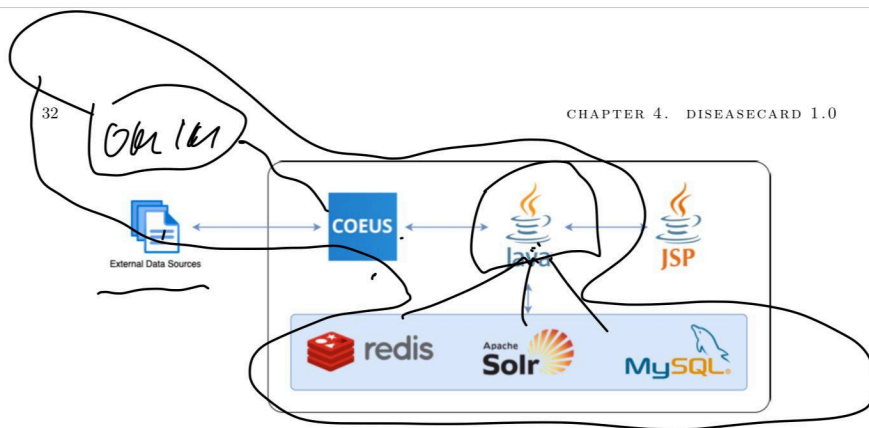 32 CHAPTER 4. DISEASECARD 1.0
COEUS
Java
JSP
External Data Sources
redis
Apache
Solr
MySQL